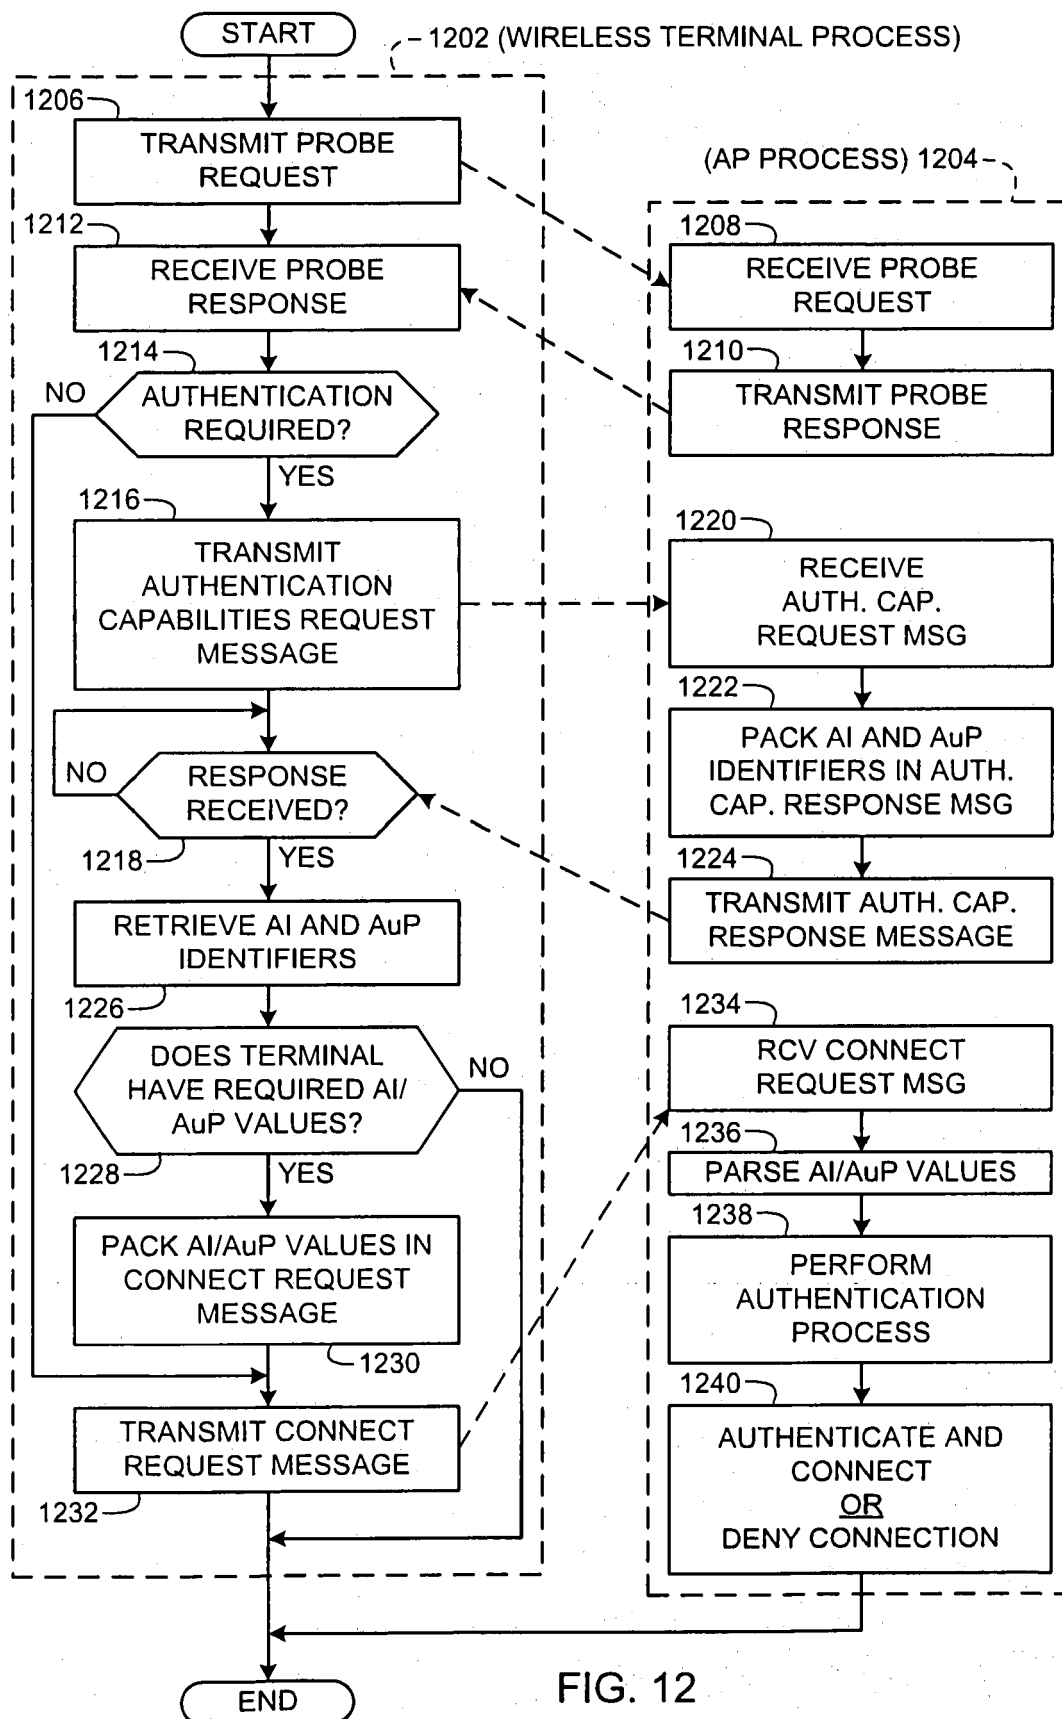 START
1202 (WIRELESS TERMINAL PROCESS)
1206
TRANSMIT PROBE
REQUEST
1212
RECEIVE PROBE
RESPONSE
1214
NO
AUTHENTICATION
REQUIRED?
YES
1216
TRANSMIT
AUTHENTICATION
CAPABILITIES REQUEST
MESSAGE
NO
RESPONSE
RECEIVED?
1218
YES
RETRIEVE AI AND AuP
IDENTIFIERS
1226
DOES TERMINAL
HAVE REQUIRED AI/
AuP VALUES?
NO
1228
YES
PACK AI/AuP VALUES IN
CONNECT REQUEST
MESSAGE
1230
TRANSMIT CONNECT
REQUEST MESSAGE
1232
(AP PROCESS) 1204
1208
RECEIVE PROBE
REQUEST
1210
TRANSMIT PROBE
RESPONSE
1220
RECEIVE
AUTH. CAP.
REQUEST MSG
1222
PACK AI AND AuP
IDENTIFIERS IN AUTH.
CAP. RESPONSE MSG
1224
TRANSMIT AUTH. CAP.
RESPONSE MESSAGE
1234
RCV CONNECT
REQUEST MSG
1236
PARSE AI/AuP VALUES
1238
PERFORM
AUTHENTICATION
PROCESS
1240
AUTHENTICATE AND
CONNECT
OR
DENY CONNECTION
END
FIG. 12